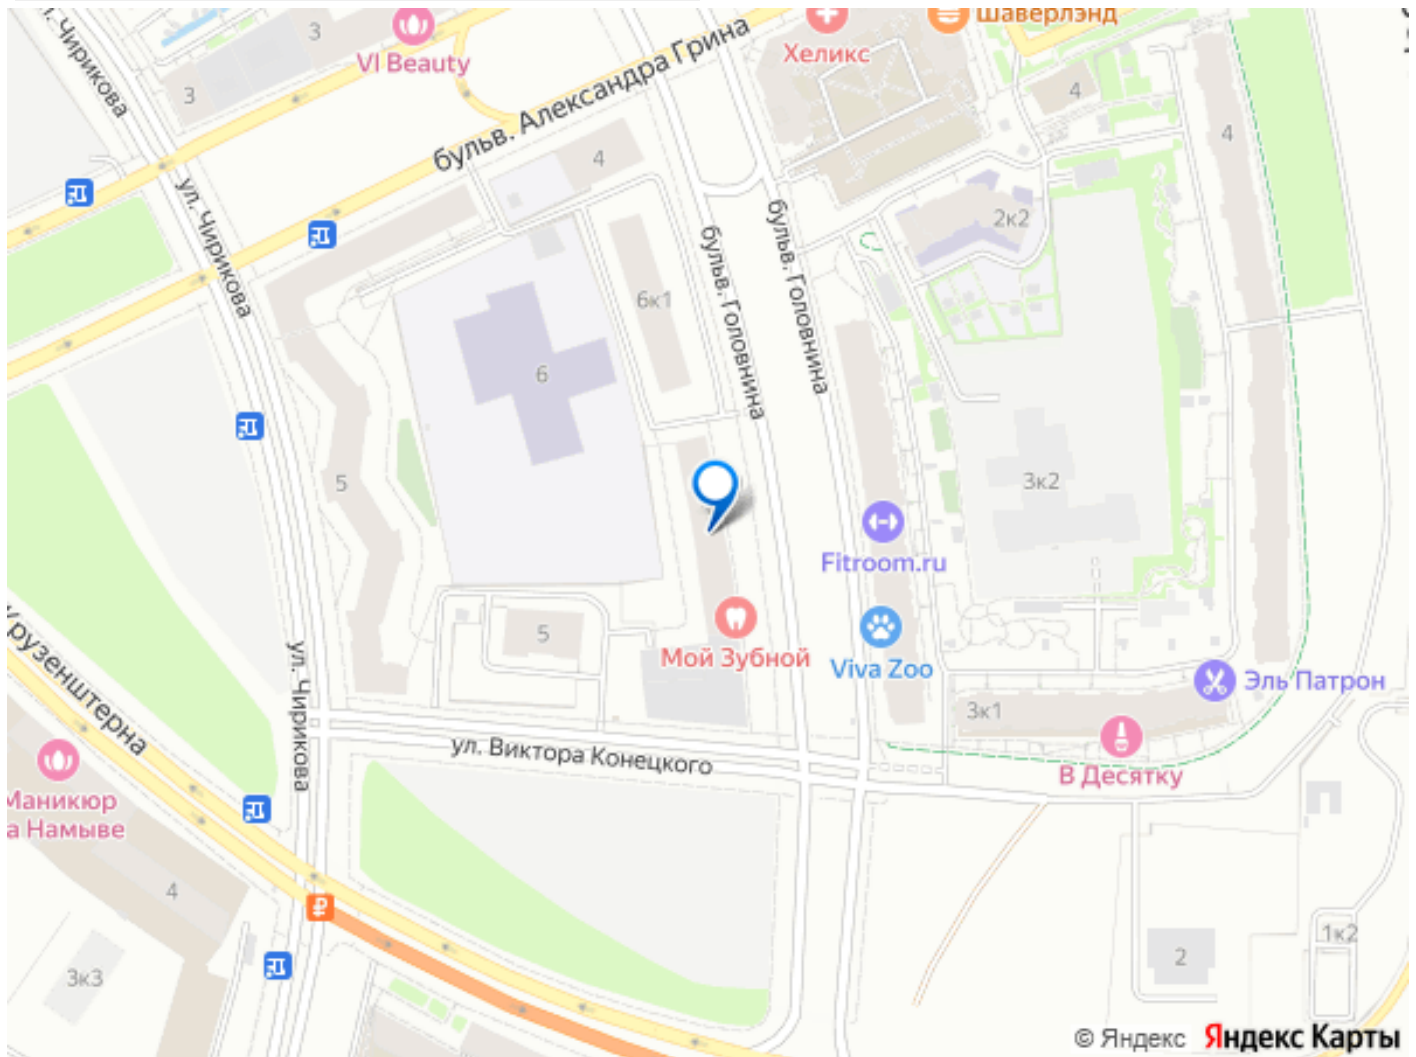 Шаверлэнд
VI Beauty
Хеликс
3
3
ул. Чирикова
бульв. Александра Грина
4
4
4
ул. Чирикова
2к2
бульв. Головнина
бульв. Головнина
6к1
6
5
3к2
Fitroom.ru
Мой Зубной
5
Viva Zoo
Эль Патрон
3к1
В Десятку
ул. Чирикова
ул. Виктора Конецкого
Крузенштерна
Маникюр
а Намыве
4
3к3
2
1к2
© Яндекс Яндекс Карты